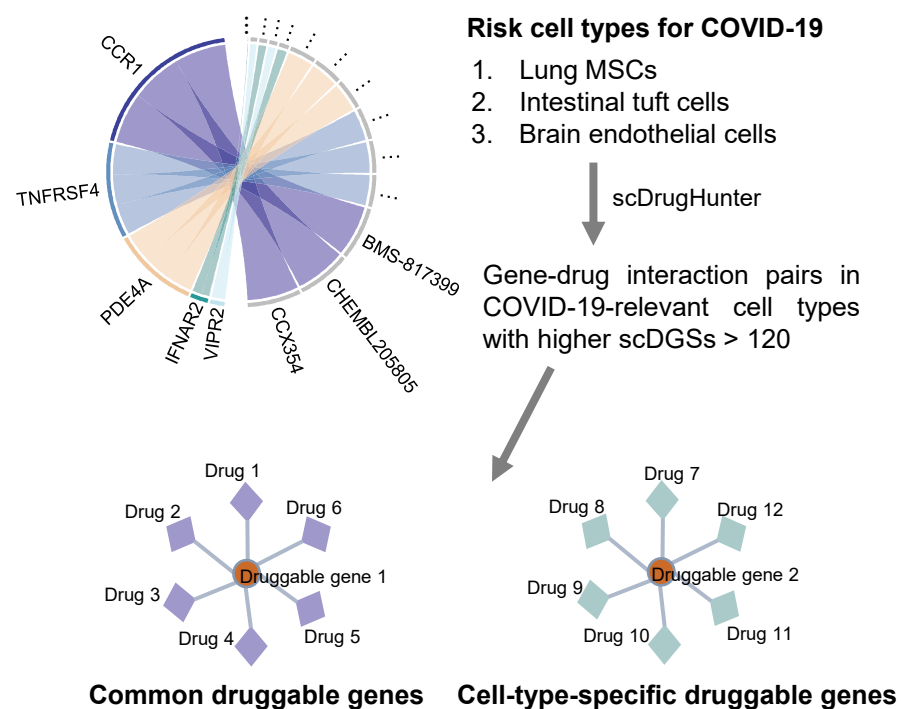 CCR1
TNFRSF4
PDE4A
IFNAR2
VIPR2
CCX354
CHEMBL205805
BMS-817399
...
...
...
...
...
...
...
...
Risk cell types for COVID-19
1. Lung MSCs
2. Intestinal tuft cells
3. Brain endothelial cells
scDrugHunter
Gene-drug interaction pairs in
COVID-19-relevant cell types
with higher scDGSs > 120
Drug 1
Drug 2
Drug 6
Druggable gene 1
Drug 3
Drug 4
Drug 5
Common druggable genes
Drug 7
Drug 8
Drug 12
Druggable gene 2
Drug 9
Drug 10
Drug 11
Cell-type-specific druggable genes